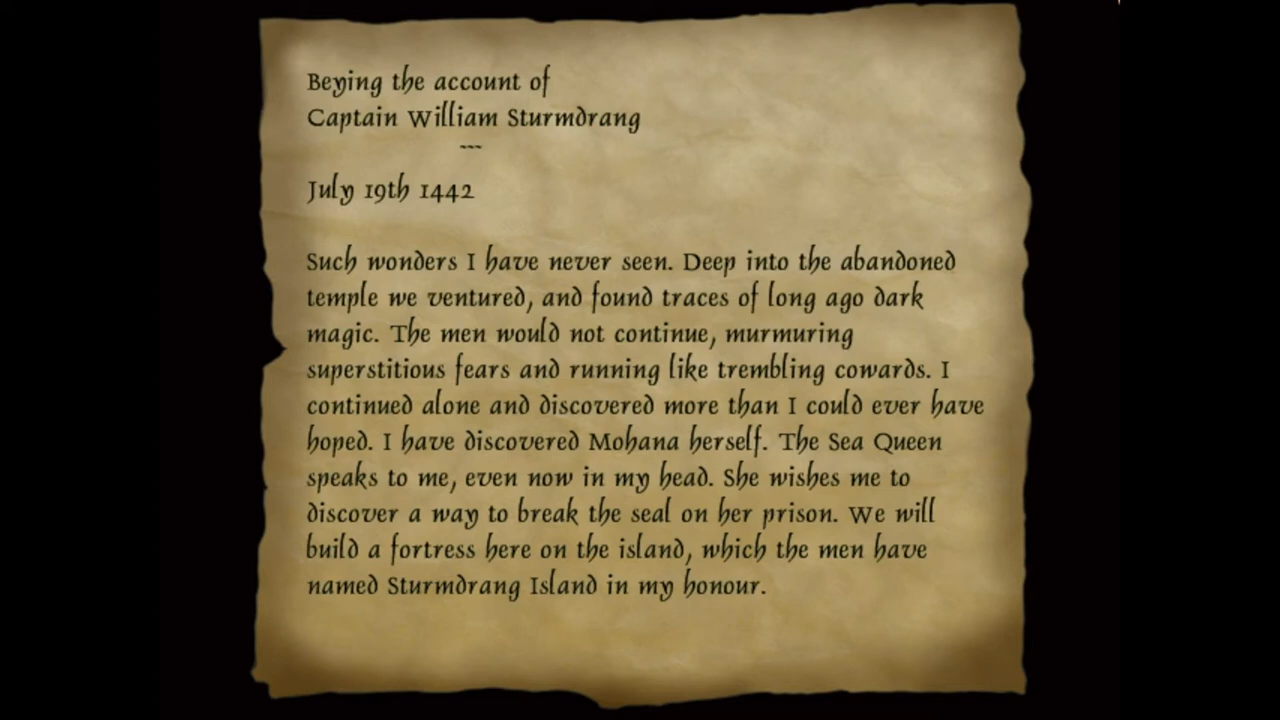 Beying the account of
Captain William Sturmdrang
~~~
July 19th 1442
Such wonders I have never seen. Deep into the abandoned
temple we ventured, and found traces of long ago dark
magic. The men would not continue, murmuring
superstitious fears and running like trembling cowards. I
continued alone and discovered more than I could ever have
hoped. I have discovered Mohana herself. The Sea Queen
speaks to me, even now in my head. She wishes me to
discover a way to break the seal on her prison. We will
build a fortress here on the island, which the men have
named Sturmdrang Island in my honour.